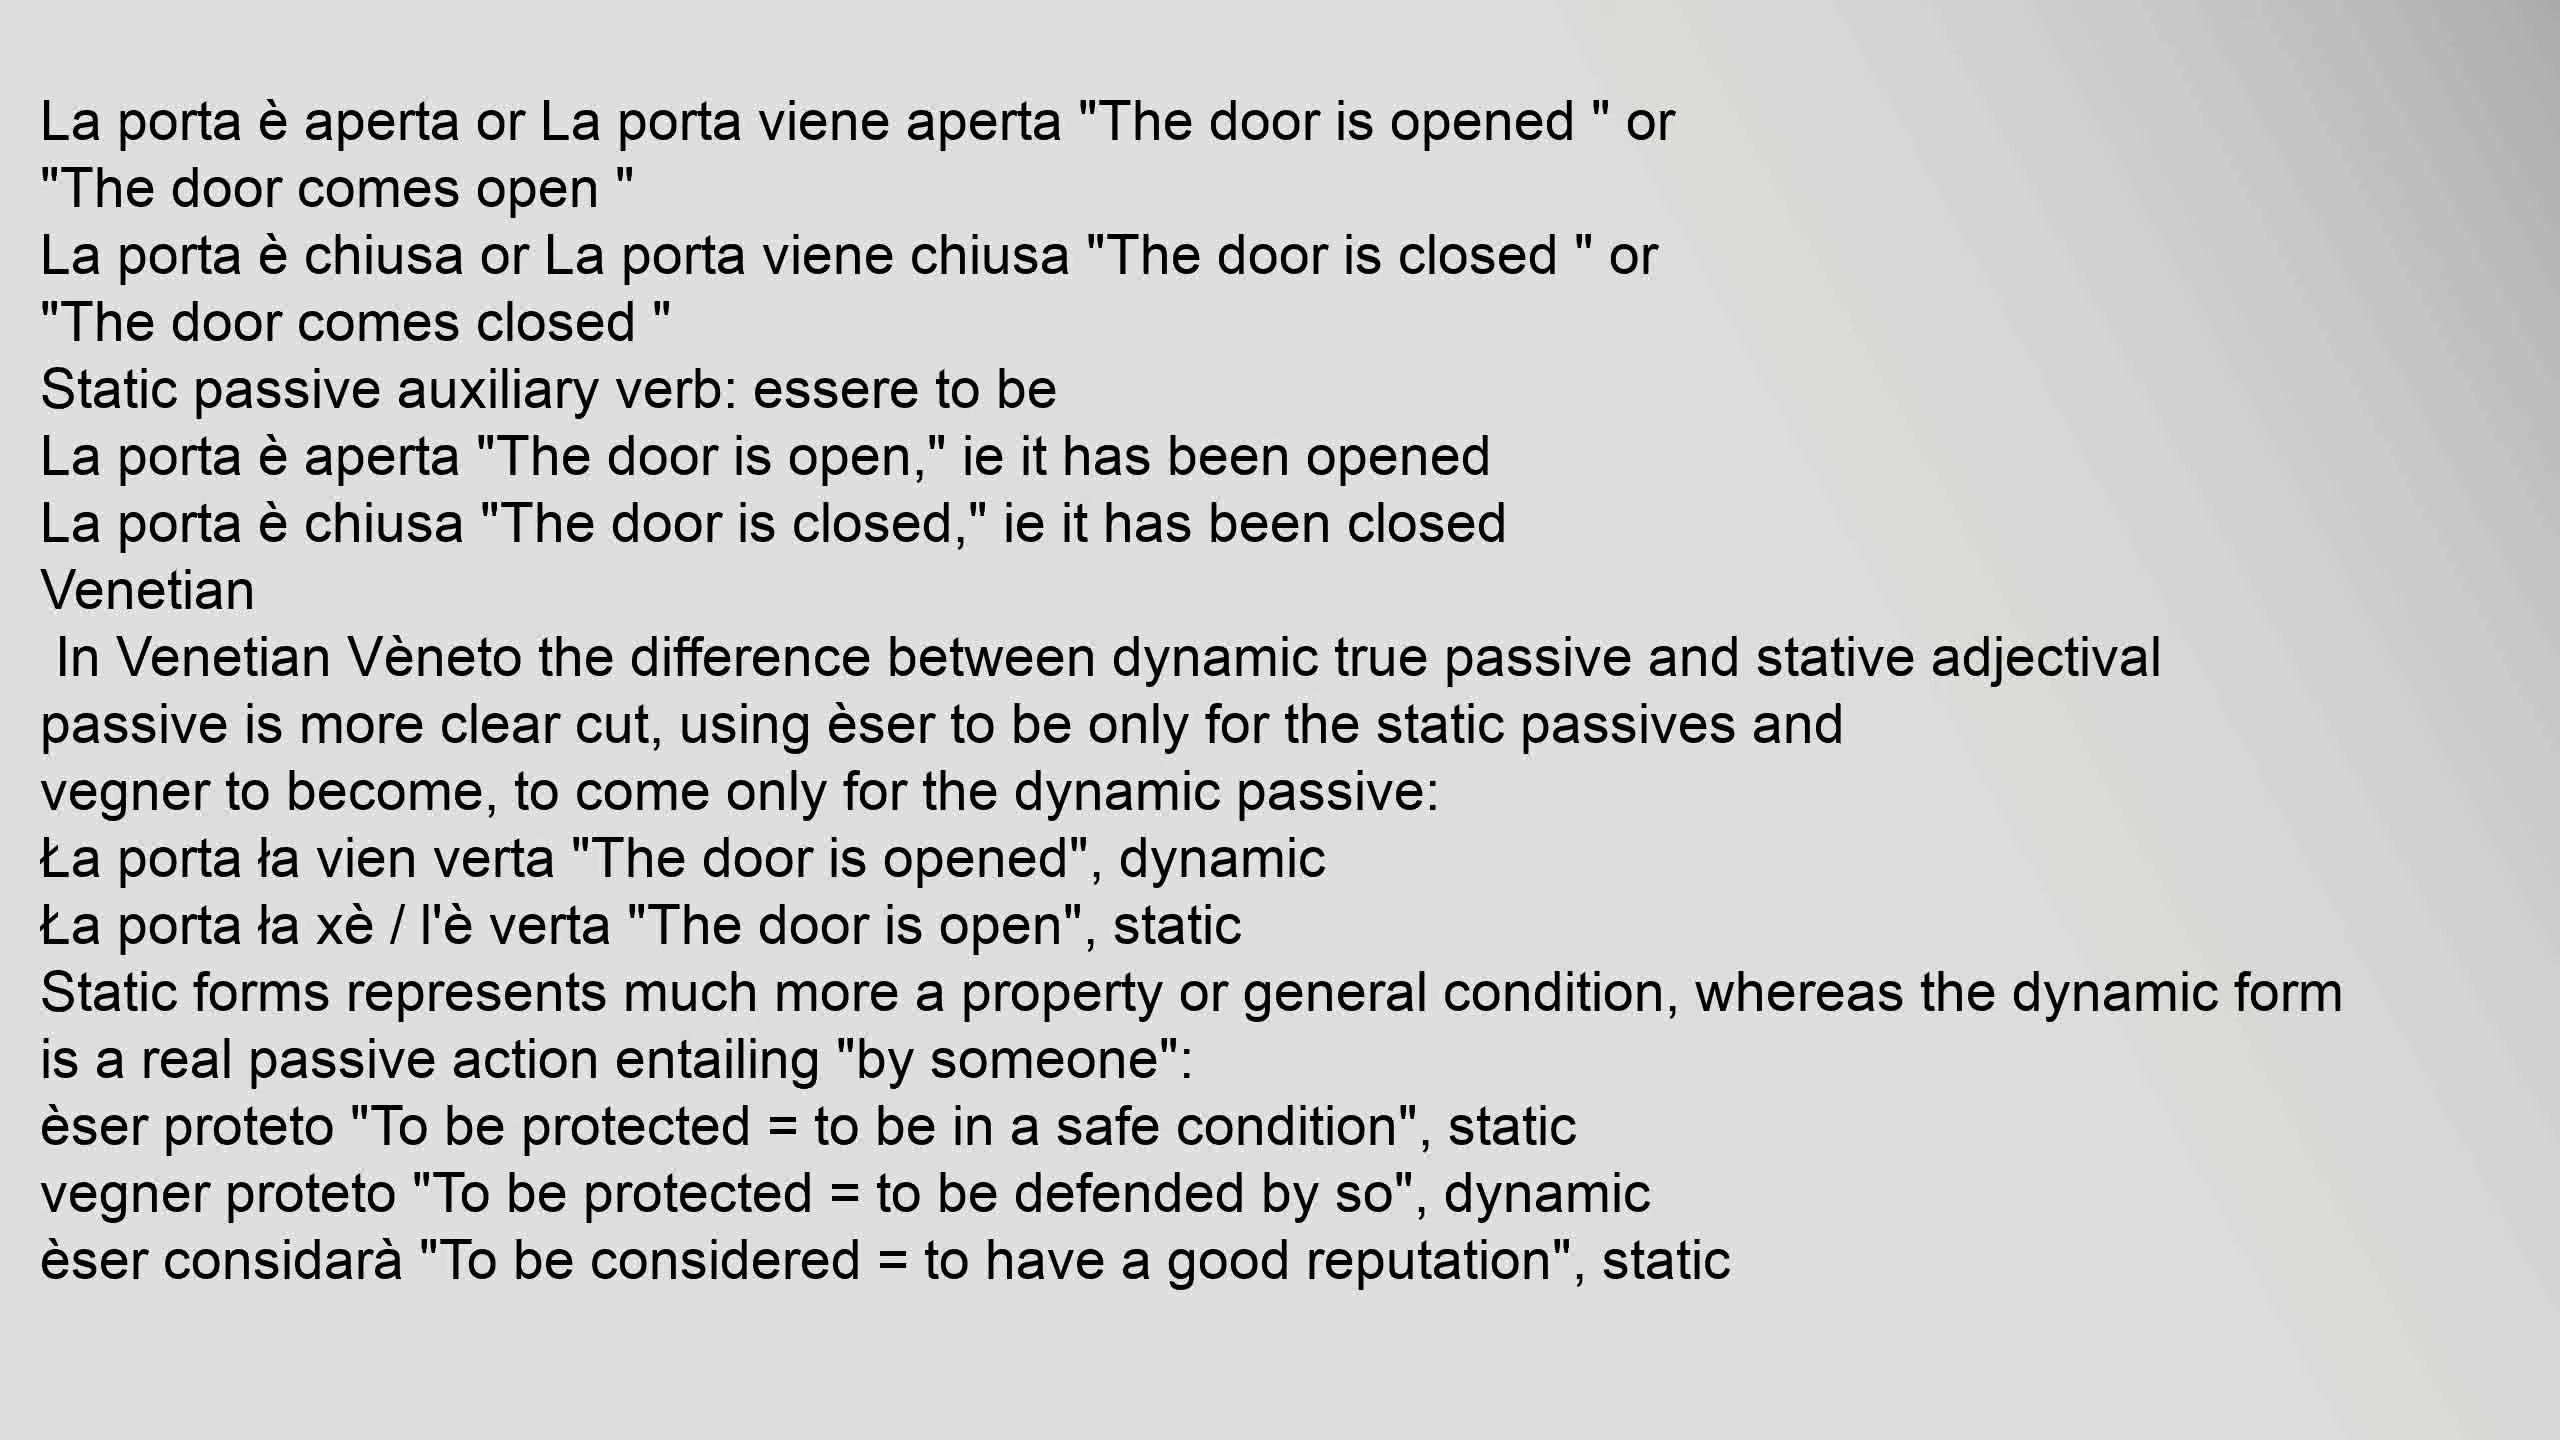 La porta è aperta or La porta viene aperta "The door is opened " or
"The door comes open "
La porta è chiusa or La porta viene chiusa "The door is closed " or
"The door comes closed "
Static passive auxiliary verb: essere to be
La porta è aperta "The door is open," ie it has been opened
La porta è chiusa "The door is closed," ie it has been closed
Venetian
In Venetian Vèneto the difference between dynamic true passive and stative adjectival
passive is more clear cut, using èser to be only for the static passives and
vegner to become, to come only for the dynamic passive:
Ła porta ła vien verta "The door is opened", dynamic
Ła porta ła xè / l'è verta "The door is open", static
Static forms represents much more a property or general condition, whereas the dynamic form
is a real passive action entailing "by someone":
èser proteto "To be protected = to be in a safe condition", static
vegner proteto "To be protected = to be defended by so", dynamic
èser considarà "To be considered = to have a good reputation", static